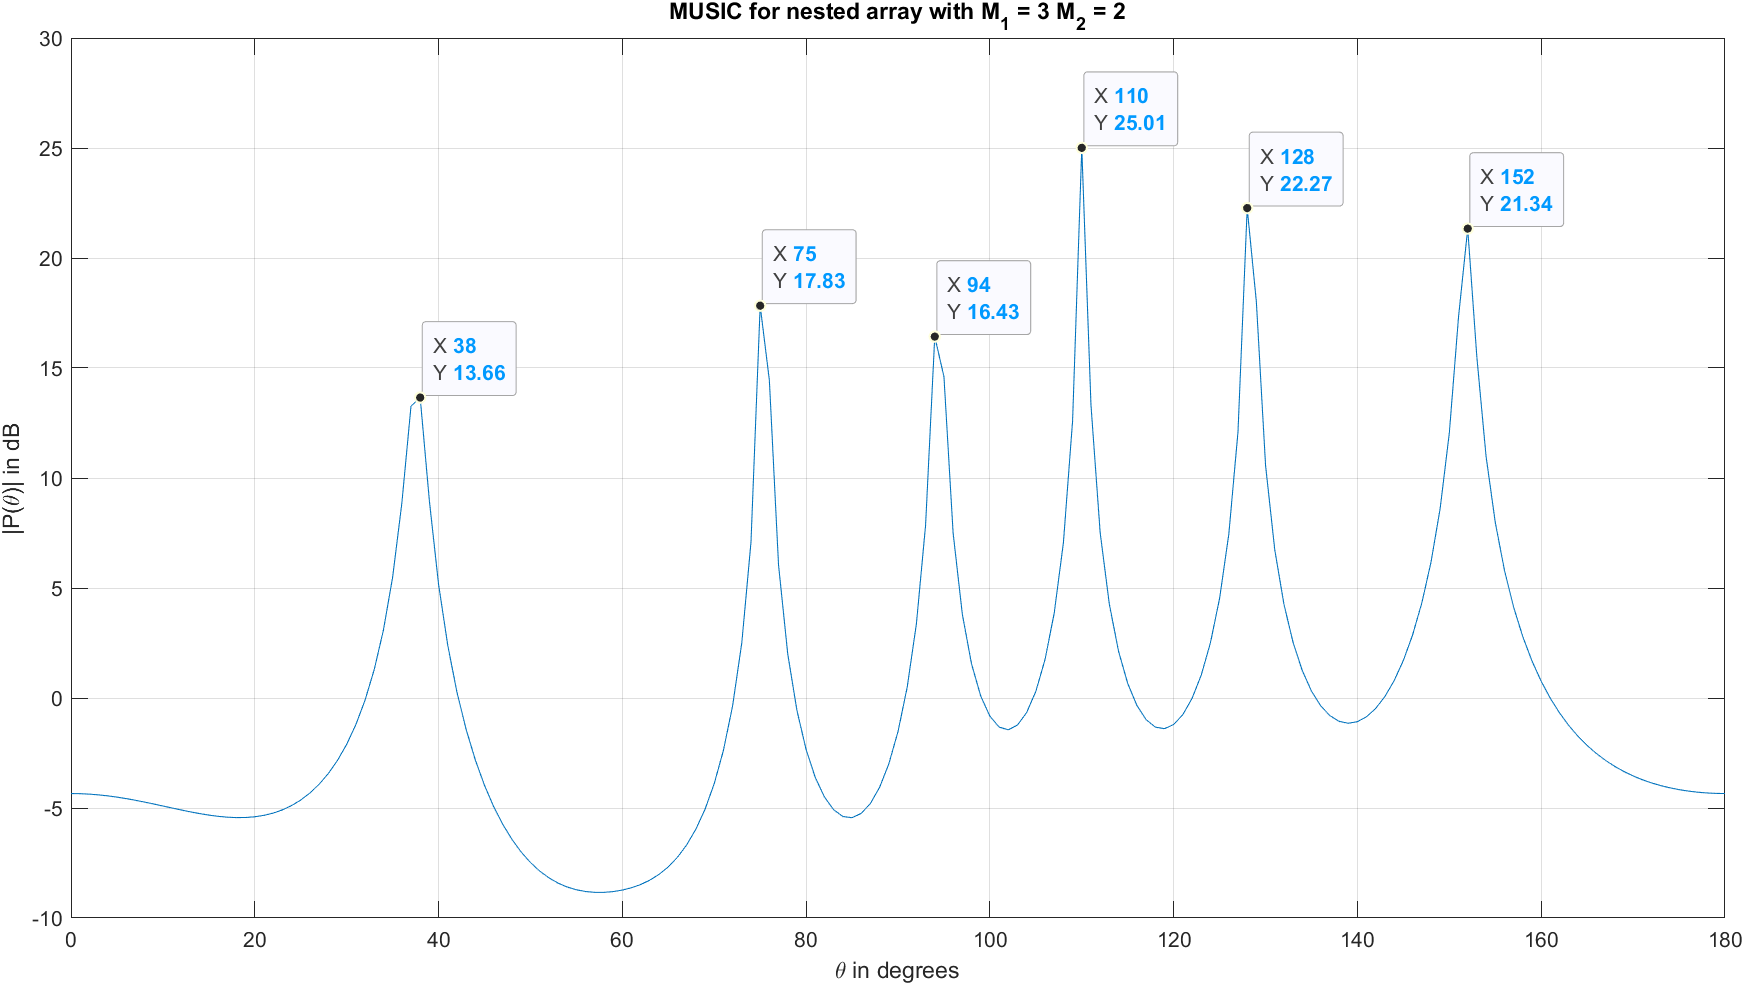 MUSIC for nested array with M1 = 3 M2 = 2
30
25
20
15
10
5
0
-5
-10
|P(θ)| in dB
X 38
Y 13.66
X 75
Y 17.83
X 94
Y 16.43
X 110
Y 25.01
X 128
Y 22.27
X 152
Y 21.34
0 20 40 60 80 100 120 140 160 180
θ in degrees